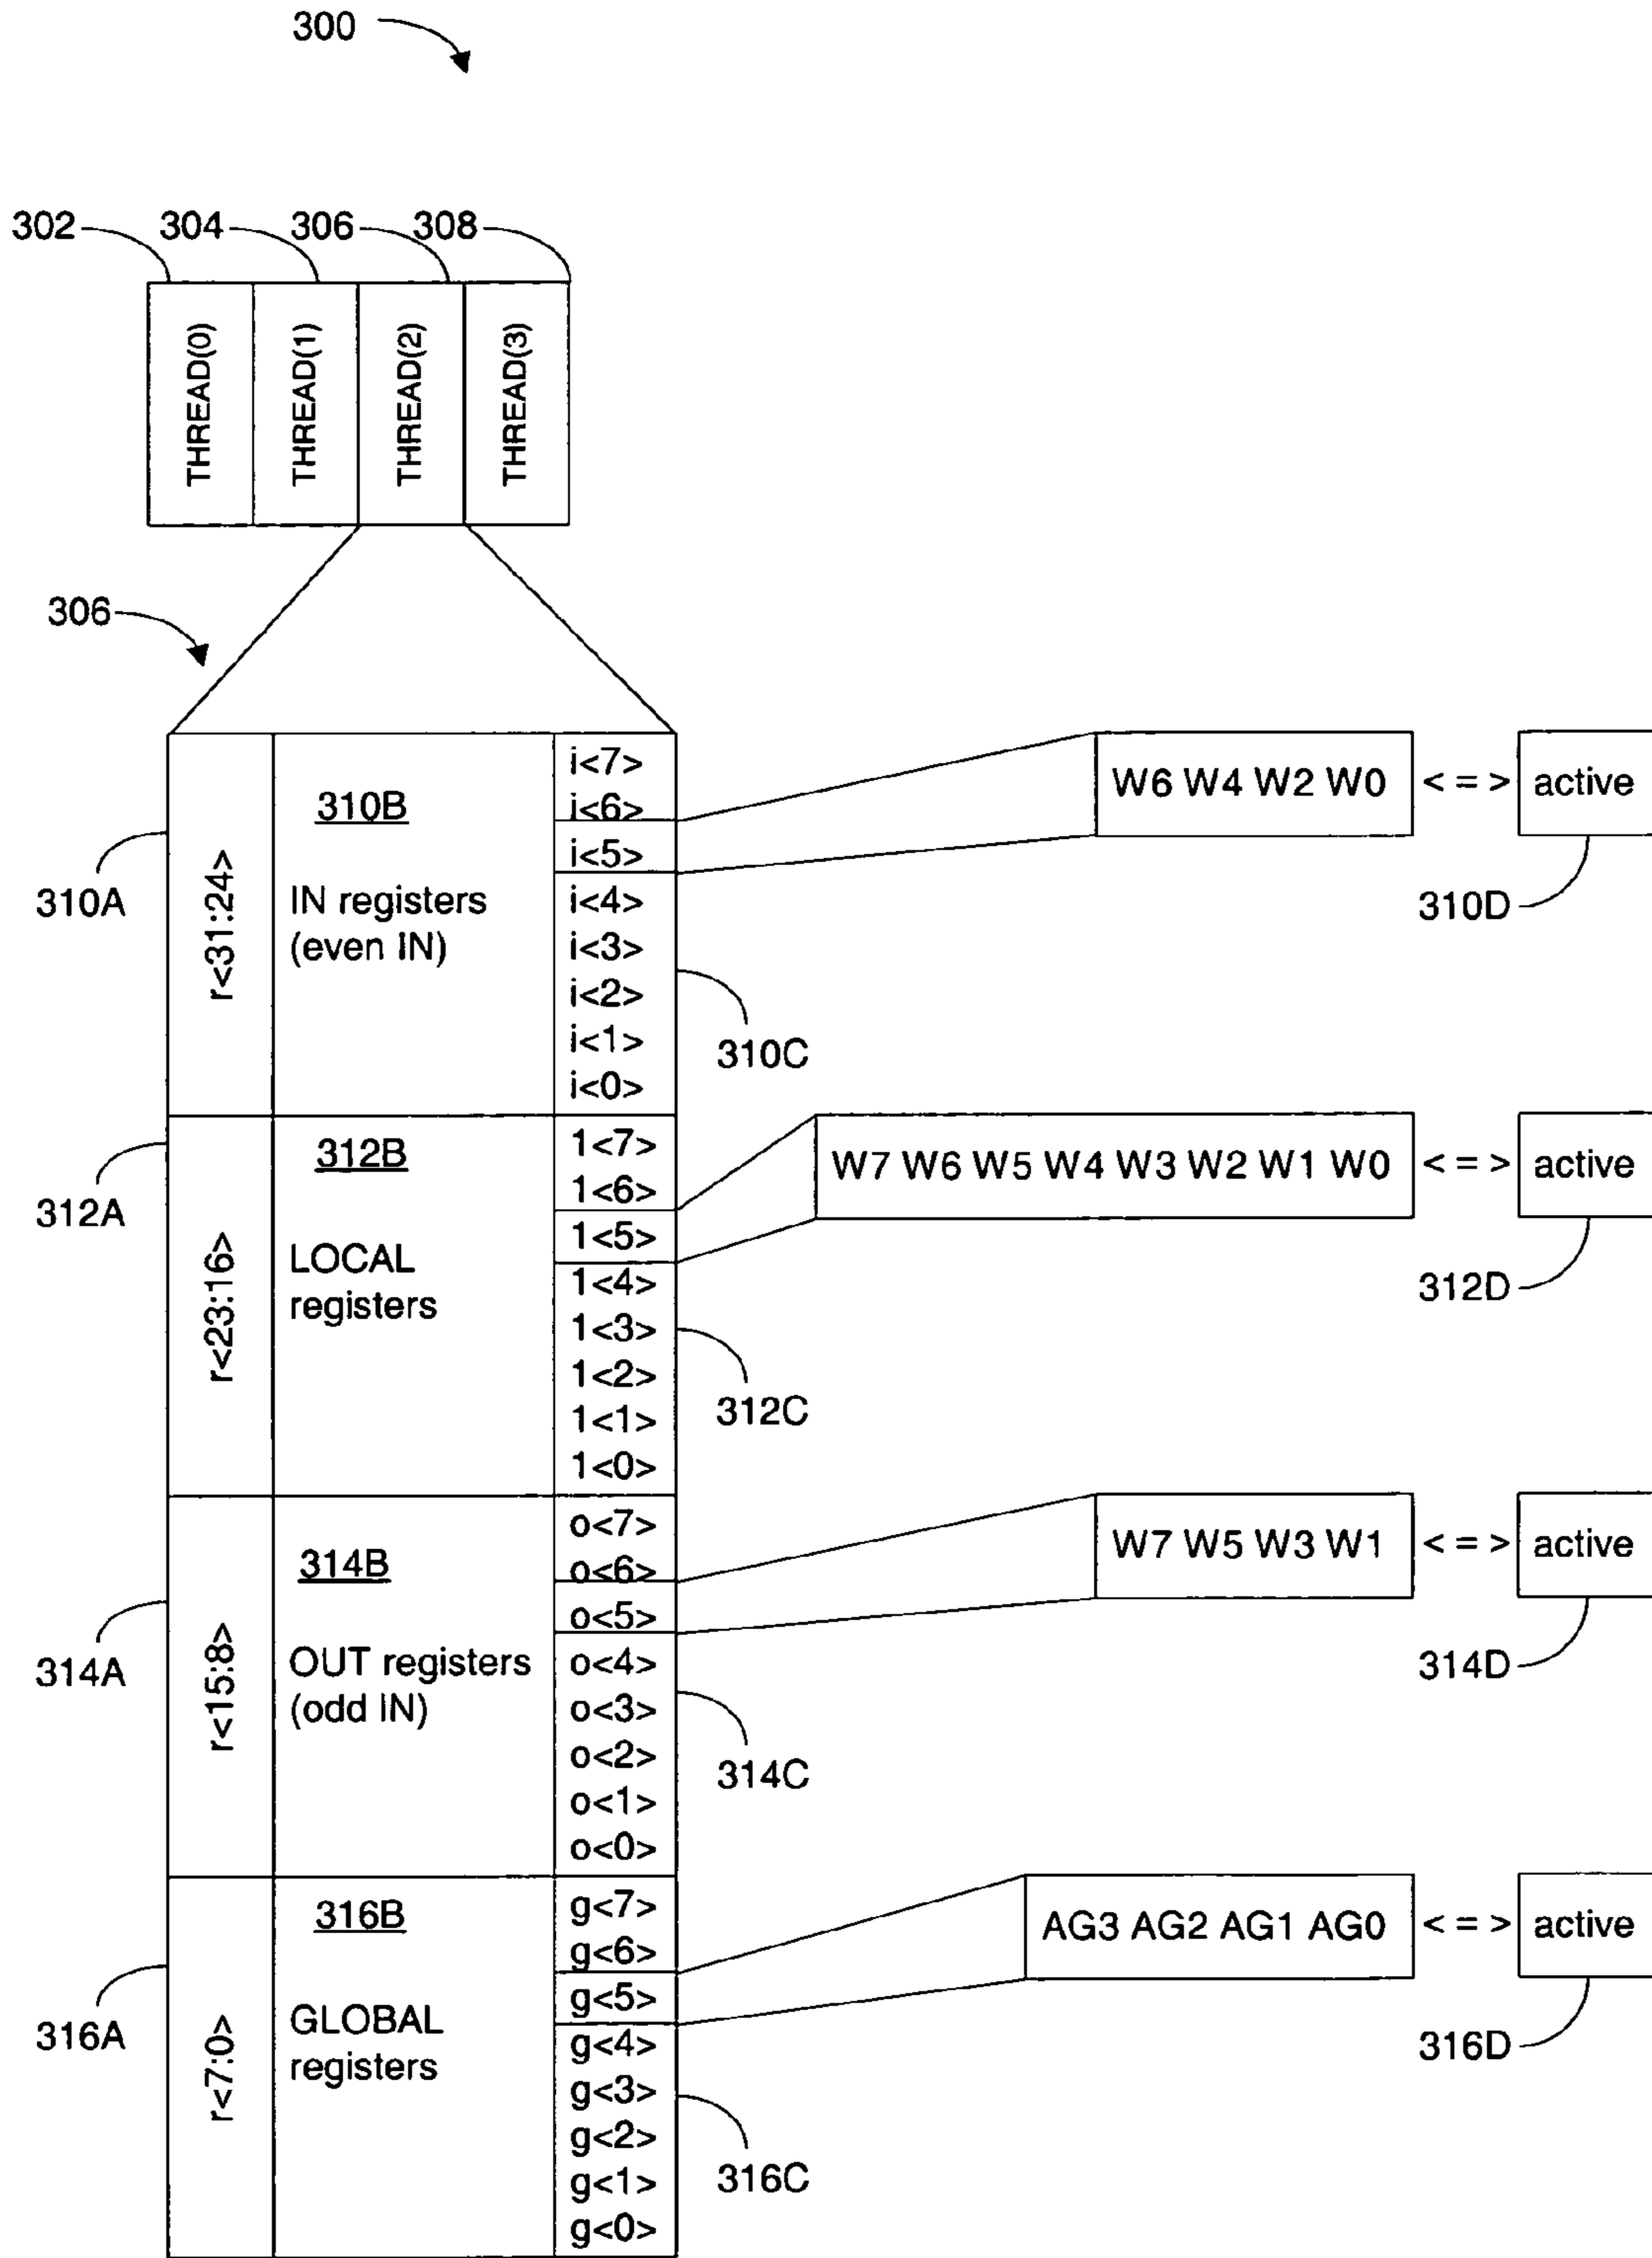 300
302
304
306
308
THREAD(0)
THREAD(1)
THREAD(2)
THREAD(3)
306
310A
r<31:24>
310B
IN registers
(even IN)
i<7>
i<6>
i<5>
i<4>
i<3>
i<2>
i<1>
i<0>
310C
W6 W4 W2 W0
< = >
active
310D
312A
r<23:16>
312B
LOCAL
registers
1<7>
1<6>
1<5>
1<4>
1<3>
1<2>
1<1>
1<0>
312C
W7 W6 W5 W4 W3 W2 W1 W0
< = >
active
312D
314A
r<15:8>
314B
OUT registers
(odd IN)
o<7>
o<6>
o<5>
o<4>
o<3>
o<2>
o<1>
o<0>
314C
W7 W5 W3 W1
< = >
active
314D
316A
r<7:0>
316B
GLOBAL
registers
g<7>
g<6>
g<5>
g<4>
g<3>
g<2>
g<1>
g<0>
316C
AG3 AG2 AG1 AG0
< = >
active
316D